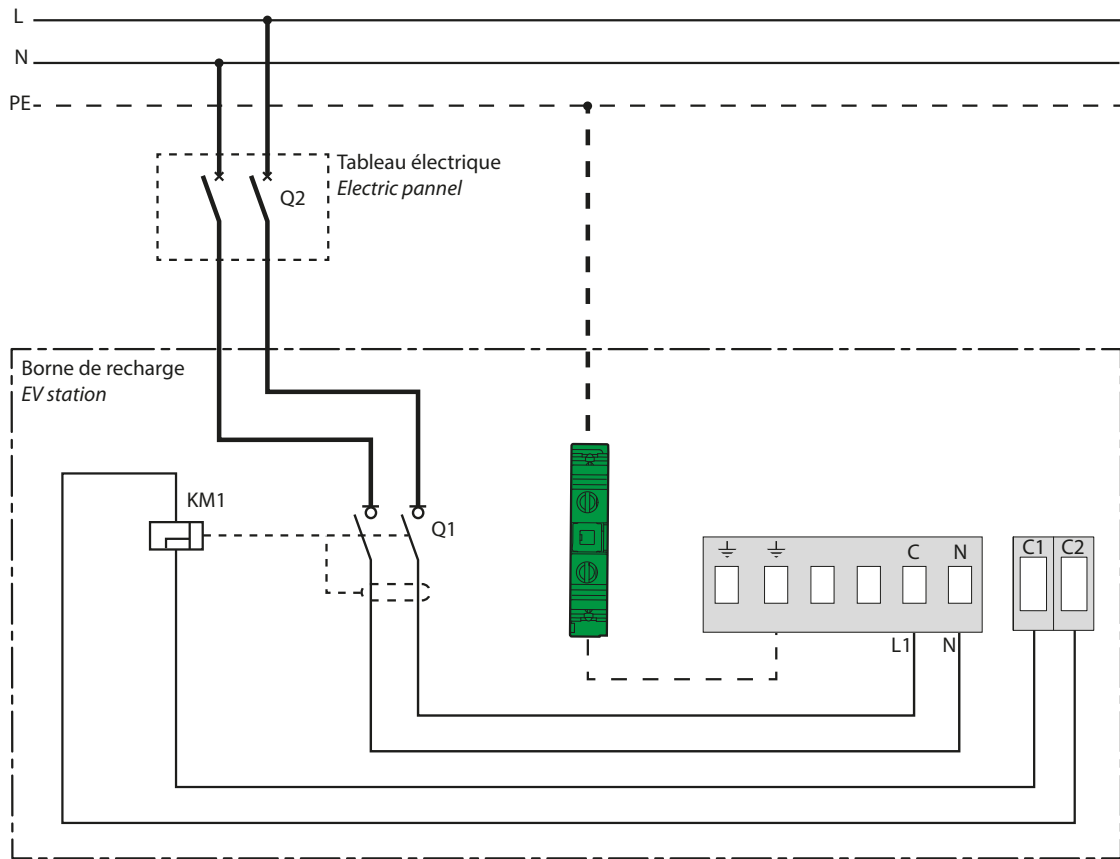 L
N
PE
Tableau électrique
Electric pannel
Q2
Borne de recharge
EV station
KM1
Q1
C N
C1 C2
L1 N